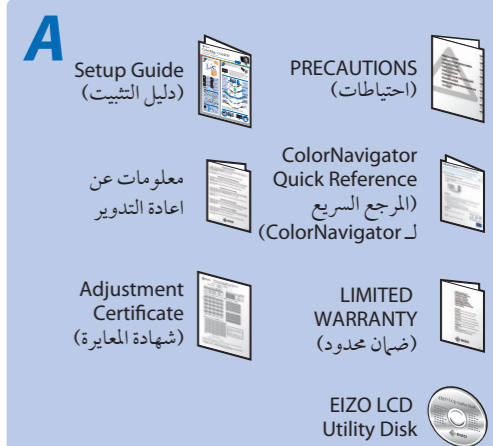 A
Setup Guide
(دليل التثبيت)
PRECAUTIONS
(احتياطات)
معلومات عن
اعادة التدوير
ColorNavigator
Quick Reference
(المرجع السريع
لـ ColorNavigator)
Adjustment
Certificate
(شهادة المعايرة)
LIMITED
WARRANTY
(ضمان محدود)
EIZO LCD
Utility Disk